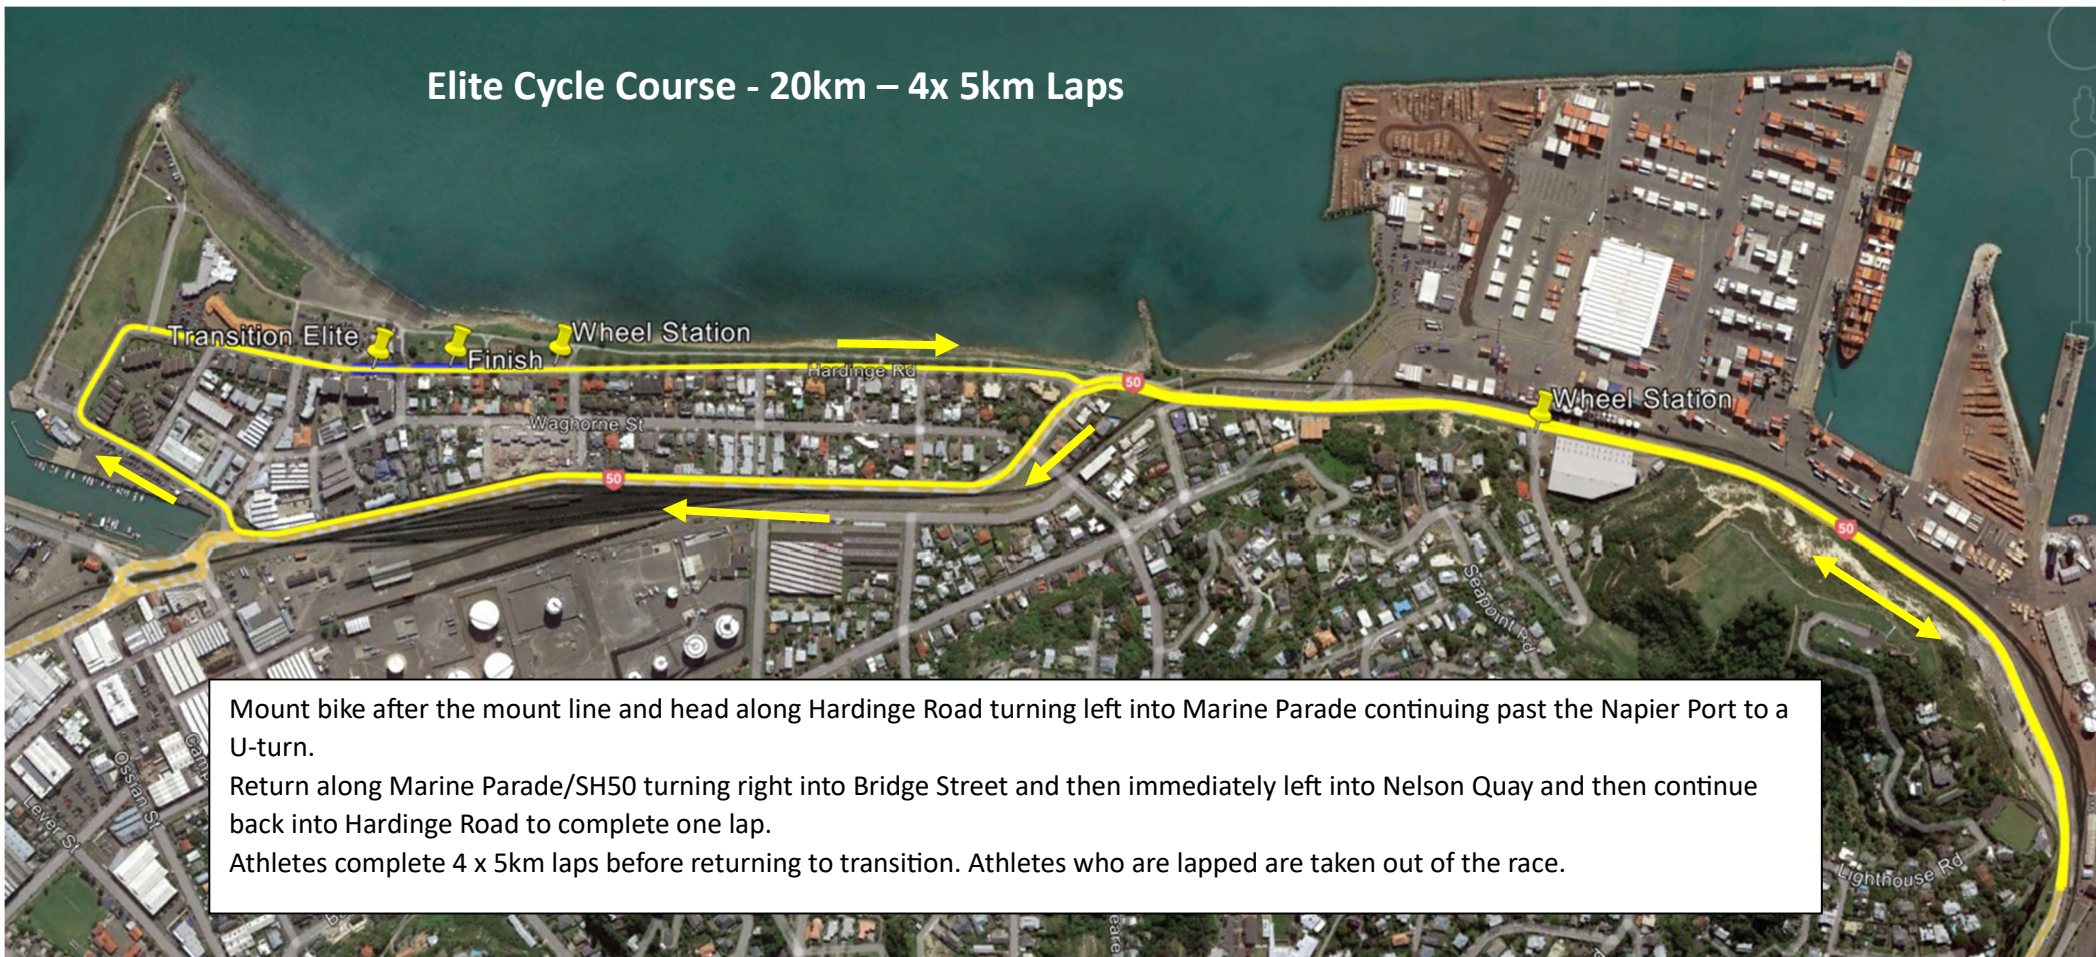 Elite Cycle Course - 20km – 4x 5km Laps
Transition Elite
Finish
Wheel Station
Hardinge Rd
50
Wheel Station
Waghorne St
50
50
Seapoint Rd
Ossian St
Lever St
Lighthouse Rd
Mount bike after the mount line and head along Hardinge Road turning left into Marine Parade continuing past the Napier Port to a
U-turn.
Return along Marine Parade/SH50 turning right into Bridge Street and then immediately left into Nelson Quay and then continue
back into Hardinge Road to complete one lap.
Athletes complete 4 x 5km laps before returning to transition. Athletes who are lapped are taken out of the race.